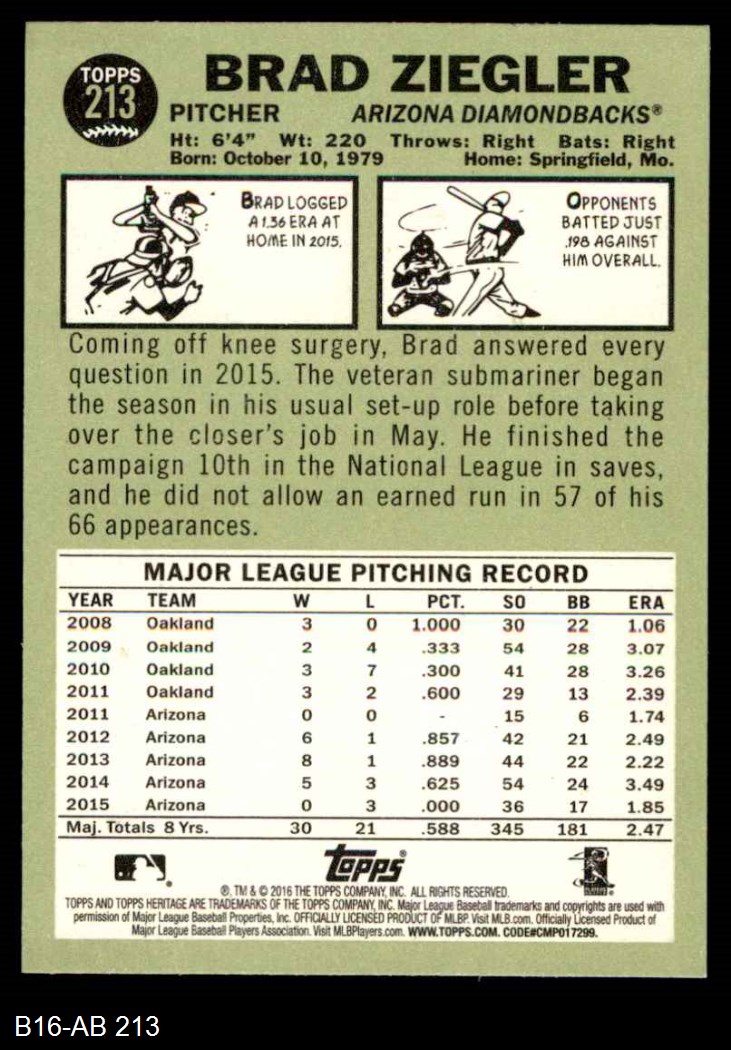 TOPPS
213
BRAD ZIEGLER
PITCHER ARIZONA DIAMONDBACKS®
Ht: 6'4" Wt: 220 Throws: Right Bats: Right
Born: October 10, 1979 Home: Springfield, Mo.
BRAD LOGGED
A 1.36 ERA AT
HOME IN 2015.
OPPONENTS
BATTED JUST
.198 AGAINST
HIM OVERALL.
Coming off knee surgery, Brad answered every
question in 2015. The veteran submariner began
the season in his usual set-up role before taking
over the closer's job in May. He finished the
campaign 10th in the National League in saves,
and he did not allow an earned run in 57 of his
66 appearances.
MAJOR LEAGUE PITCHING RECORD
YEAR TEAM W L PCT. SO BB ERA
2008 Oakland 3 0 1.000 30 22 1.06
2009 Oakland 2 4 .333 54 28 3.07
2010 Oakland 3 7 .300 41 28 3.26
2011 Oakland 3 2 .600 29 13 2.39
2011 Arizona 0 0 - 15 6 1.74
2012 Arizona 6 1 .857 42 21 2.49
2013 Arizona 8 1 .889 44 22 2.22
2014 Arizona 5 3 .625 54 24 3.49
2015 Arizona 0 3 .000 36 17 1.85
Maj. Totals 8 Yrs. 30 21 .588 345 181 2.47
topps®
®, TM & © 2016 THE TOPPS COMPANY, INC. ALL RIGHTS RESERVED.
TOPPS AND TOPPS HERITAGE ARE TRADEMARKS OF THE TOPPS COMPANY, INC. Major League Baseball trademarks and copyrights are used with
permission of Major League Baseball Properties, Inc. OFFICIALLY LICENSED PRODUCT OF MLBP. Visit MLB.com. Officially Licensed Product of
Major League Baseball Players Association. Visit MLBPlayers.com. WWW.TOPPS.COM. CODE#CMP017299.
B16-AB 213